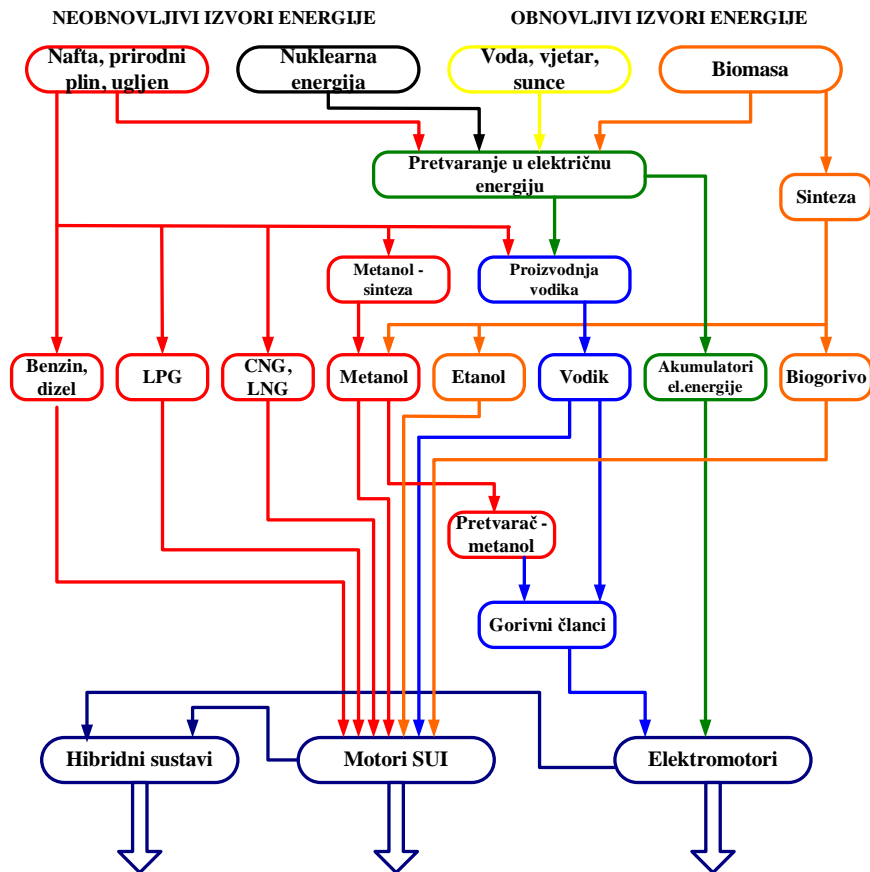 NEOBNOVLJIVI IZVORI ENERGIJE
OBNOVLJIVI IZVORI ENERGIJE
Nafta, prirodni
plin, ugljen
Nuklearna
energija
Voda, vjetar,
sunce
Biomasa
Pretvaranje u električnu
energiju
Sinteza
Metanol -
sinteza
Proizvodnja
vodika
Benzin,
dizel
LPG
CNG,
LNG
Metanol
Etanol
Vodik
Akumulatori
el.energije
Biogorivo
Pretvarač -
metanol
Gorivni članci
Hibridni sustavi
Motori SUI
Elektromotori